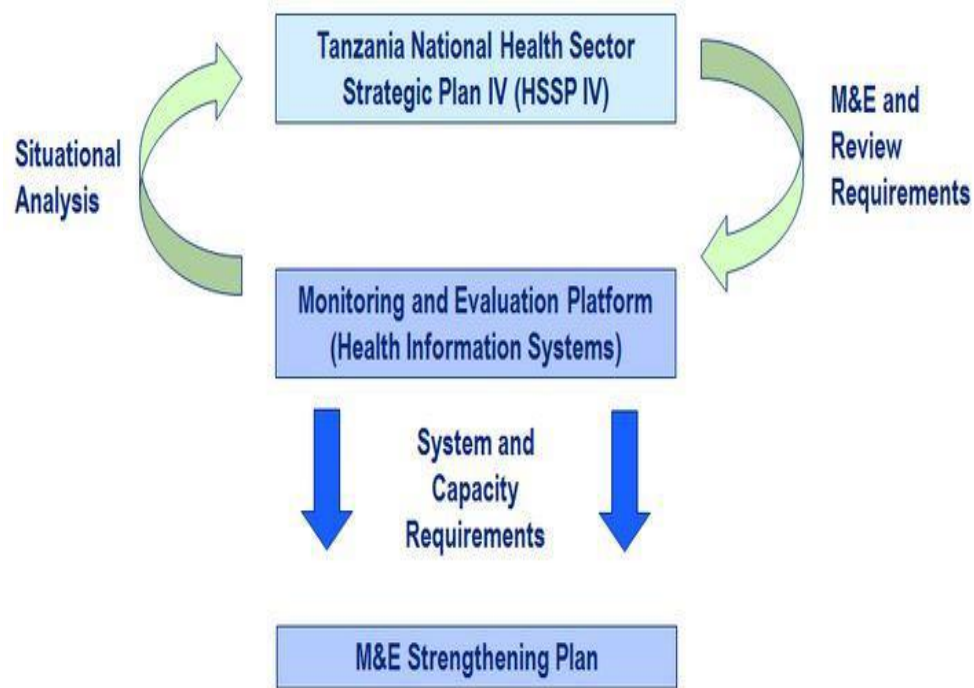 Tanzania National Health Sector
Strategic Plan IV (HSSP IV)
M&E and
Review
Requirements
Situational
Analysis
Monitoring and Evaluation Platform
(Health Information Systems)
System and
Capacity
Requirements
M&E Strengthening Plan